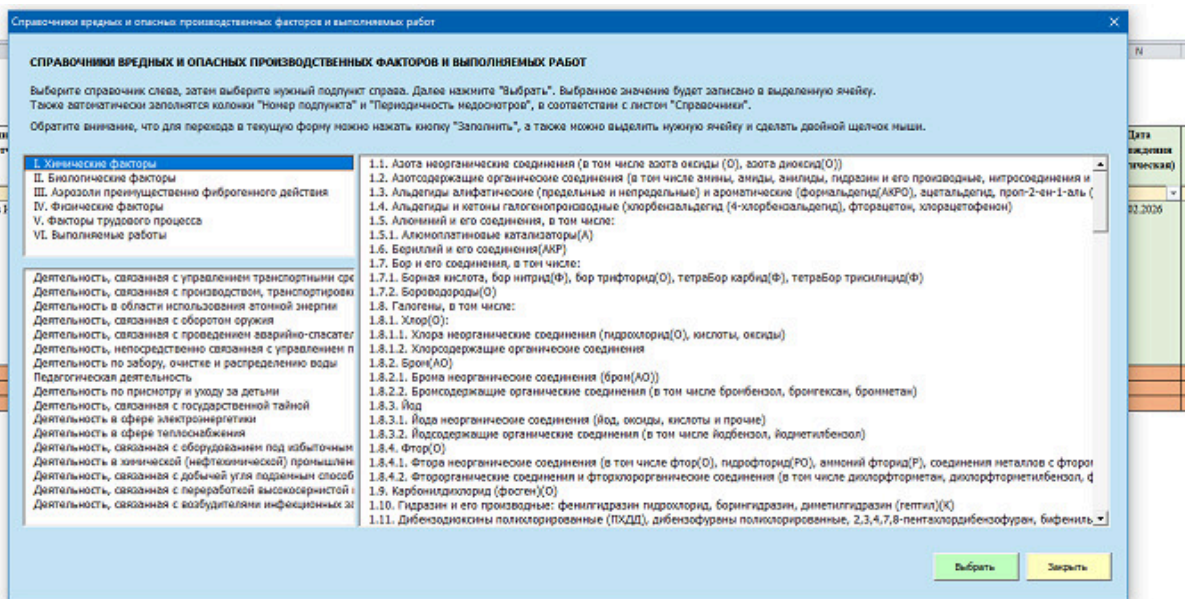 Справочники вредных и опасных производственных факторов и выполняемых работ
СПРАВОЧНИКИ ВРЕДНЫХ И ОПАСНЫХ ПРОИЗВОДСТВЕННЫХ ФАКТОРОВ И ВЫПОЛНЯЕМЫХ РАБОТ
Выберите справочник слева, затем выберите нужный подпункт справа. Далее нажмите "Выбрать". Выбранное значение будет записано в выделенную ячейку.
Также автоматически заполнятся колонки "Номер подпункта" и "Периодичность медосмотров", в соответствии с листом "Справочники".
Обратите внимание, что для перехода в текущую форму можно нажать кнопку "Заполнить", а также можно выделить нужную ячейку и сделать двойной щелчок мыши.
I. Химические факторы
II. Биологические факторы
III. Аэрозоли преимущественно фиброгенного действия
IV. Физические факторы
V. Факторы трудового процесса
VI. Выполняемые работы
Деятельность, связанная с управлением транспортными сре
Деятельность, связанная с производством, транспортировк
Деятельность в области использования атомной энергии
Деятельность, связанная с оборотом оружия
Деятельность, связанная с проведением аварийно-спасател
Деятельность, непосредственно связанная с управлением п
Деятельность по забору, очистке и распределению воды
Педагогическая деятельность
Деятельность по присмотру и уходу за детьми
Деятельность, связанная с государственной тайной
Деятельность в сфере электроэнергетики
Деятельность в сфере теплоснабжения
Деятельность, связанная с оборудованием под избыточным
Деятельность в химической (нефтехимической) промышлен
Деятельность, связанная с добычей угля подземным способ
Деятельность, связанная с переработкой высокосернистой
Деятельность, связанная с возбудителями инфекционных за
1.1. Азота неорганические соединения (в том числе азота оксиды (О), азота диоксид(О))
1.2. Азотсодержащие органические соединения (в том числе амины, амиды, анилиды, гидразин и его производные, нитросоединения и
1.3. Альдегиды алифатические (предельные и непредельные) и ароматические (формальдегид(АКРО), ацетальдегид, проп-2-ен-1-аль (
1.4. Альдегиды и кетоны галогенопроизводные (хлорбензальдегид (4-хлорбензальдегид), фторацетон, хлорацетофенон)
1.5. Алюминий и его соединения, в том числе:
1.5.1. Алюмоплатиновые катализаторы(А)
1.6. Бериллий и его соединения(АКР)
1.7. Бор и его соединения, в том числе:
1.7.1. Борная кислота, бор нитрид(Ф), бор трифторид(О), тетраБор карбид(Ф), тетраБор трисилицид(Ф)
1.7.2. Бороводороды(О)
1.8. Галогены, в том числе:
1.8.1. Хлор(О):
1.8.1.1. Хлора неорганические соединения (гидрохлорид(О), кислоты, оксиды)
1.8.1.2. Хлорсодержащие органические соединения
1.8.2. Бром(АО)
1.8.2.1. Брома неорганические соединения (бром(АО))
1.8.2.2. Бромсодержащие органические соединения (в том числе бромбензол, бромгексан, бромметан)
1.8.3. Йод
1.8.3.1. Йода неорганические соединения (йод, оксиды, кислоты и прочие)
1.8.3.2. Йодсодержащие органические соединения (в том числе йодбензол, йодметилбензол)
1.8.4. Фтор(О)
1.8.4.1. Фтора неорганические соединения (в том числе фтор(О), гидрофторид(РО), аммоний фторид(Р), соединения металлов с фторо
1.8.4.2. Фторорганические соединения и фторхлорорганические соединения (в том числе дихлорфторметан, дихлорфторметилбензол, ф
1.9. Карбонилдихлорид (фосген)(О)
1.10. Гидразин и его производные: фенилгидразин гидрохлорид, борингидразин, диметилгидразин (гептил)(К)
1.11. Дибензодиоксины полихлорированные (ПХДД), дибензофураны полихлорированные, 2,3,4,7,8-пентахлордибензофуран, бифениль
Выбрать
Закрыть
N
Дата
ождения
тическая)
02.2026